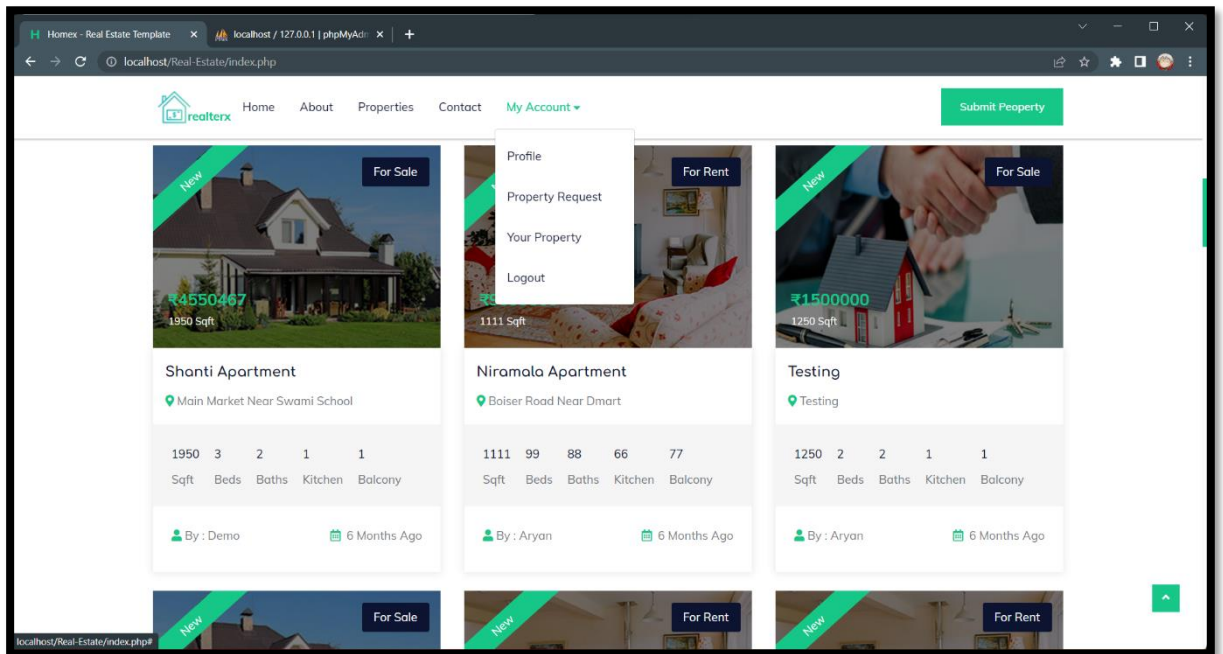 Homex - Real Estate Template
localhost / 127.0.0.1 | phpMyAdm
localhost/Real-Estate/index.php
realterx
Home About Properties Contact My Account
Submit Peoperty
Profile
Property Request
Your Property
Logout
New
For Sale
₹4550467
1950 Sqft
Shanti Apartment
Main Market Near Swami School
1950 3 2 1 1
Sqft Beds Baths Kitchen Balcony
By : Demo 6 Months Ago
For Rent
1111 Sqft
Niramala Apartment
Boiser Road Near Dmart
1111 99 88 66 77
Sqft Beds Baths Kitchen Balcony
By : Aryan 6 Months Ago
New
For Sale
₹1500000
1250 Sqft
Testing
Testing
1250 2 2 1 1
Sqft Beds Baths Kitchen Balcony
By : Aryan 6 Months Ago
New
For Sale
New
For Rent
New
For Rent
localhost/Real-Estate/index.php#